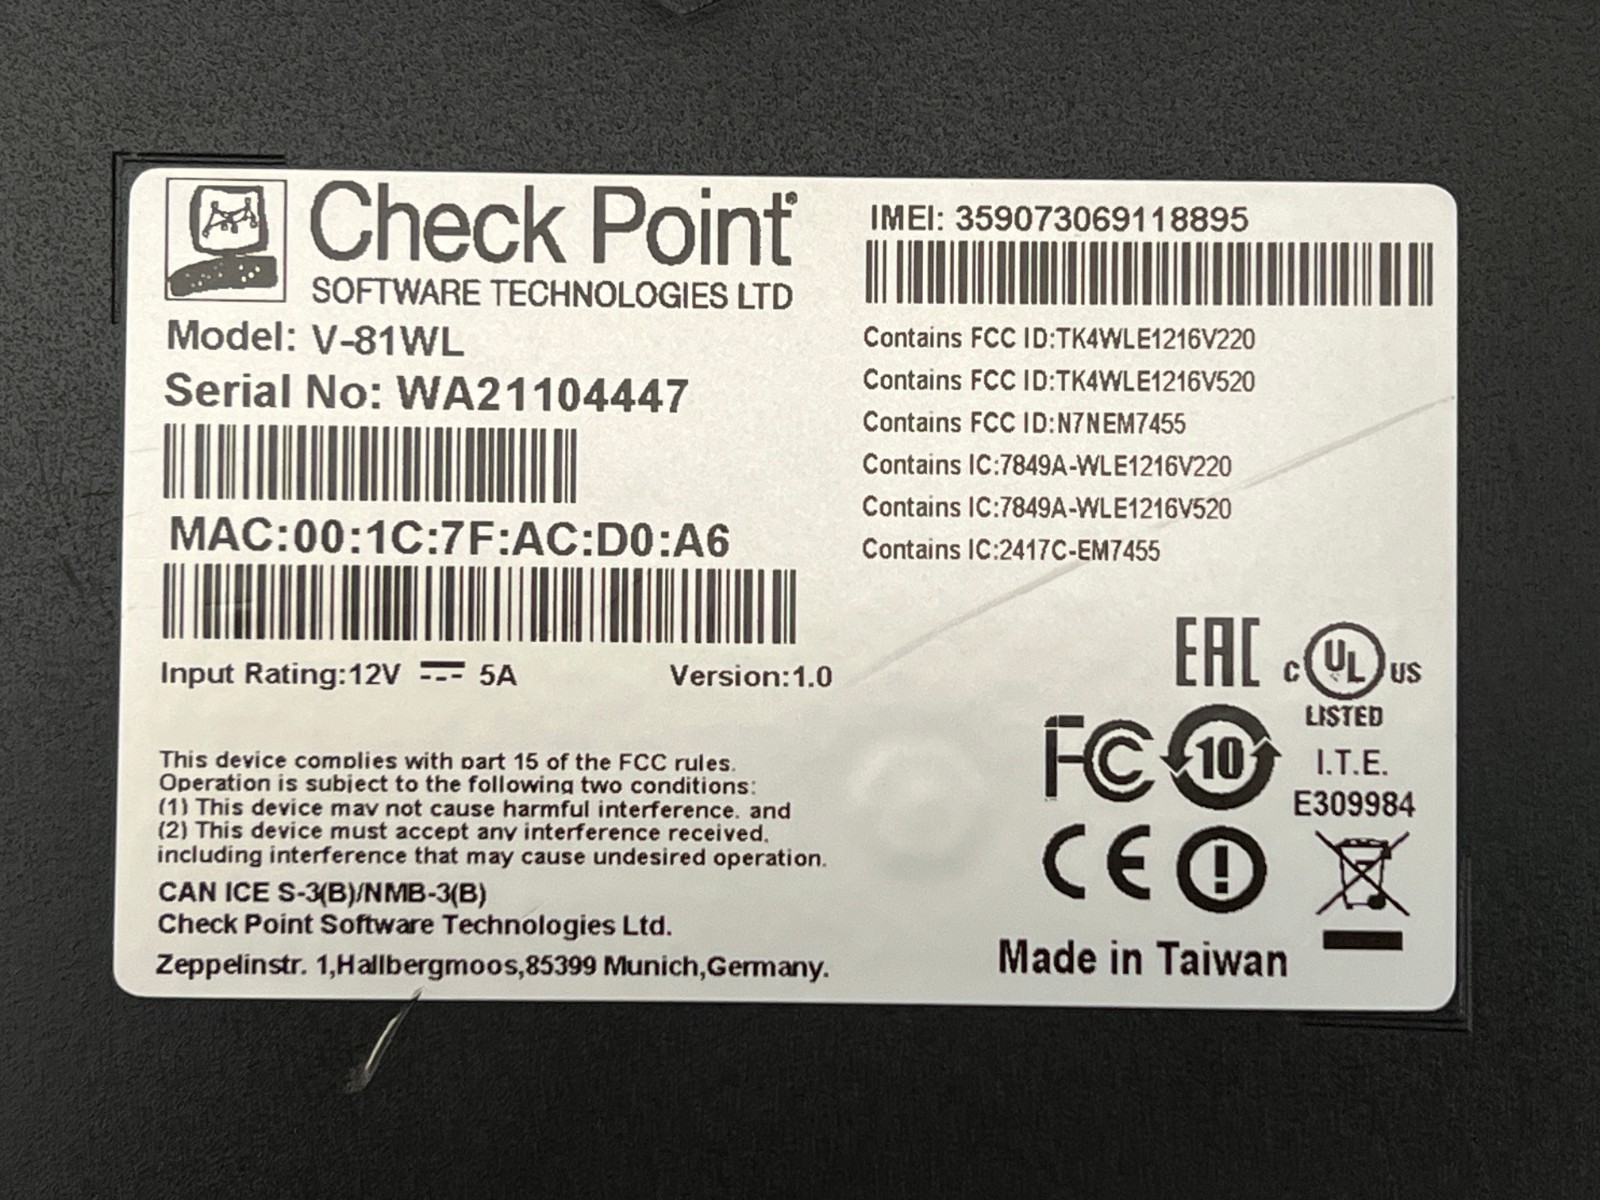 Check Point
SOFTWARE TECHNOLOGIES LTD
Model: V-81WL
Serial No: WA21104447
MAC:00:1C:7F:AC:D0:A6
Input Rating:12V 5A Version:1.0
This device complies with part 15 of the FCC rules.
Operation is subject to the following two conditions:
(1) This device may not cause harmful interference, and
(2) This device must accept any interference received,
including interference that may cause undesired operation.
CAN ICE S-3(B)/NMB-3(B)
Check Point Software Technologies Ltd.
Zeppelinstr. 1,Hallbergmoos,85399 Munich,Germany.
IMEI: 359073069118895
Contains FCC ID:TK4WLE1216V220
Contains FCC ID:TK4WLE1216V520
Contains FCC ID:N7NEM7455
Contains IC:7849A-WLE1216V220
Contains IC:7849A-WLE1216V520
Contains IC:2417C-EM7455
EAC
C UL US
LISTED
FC 10
I.T.E.
E309984
CE
Made in Taiwan